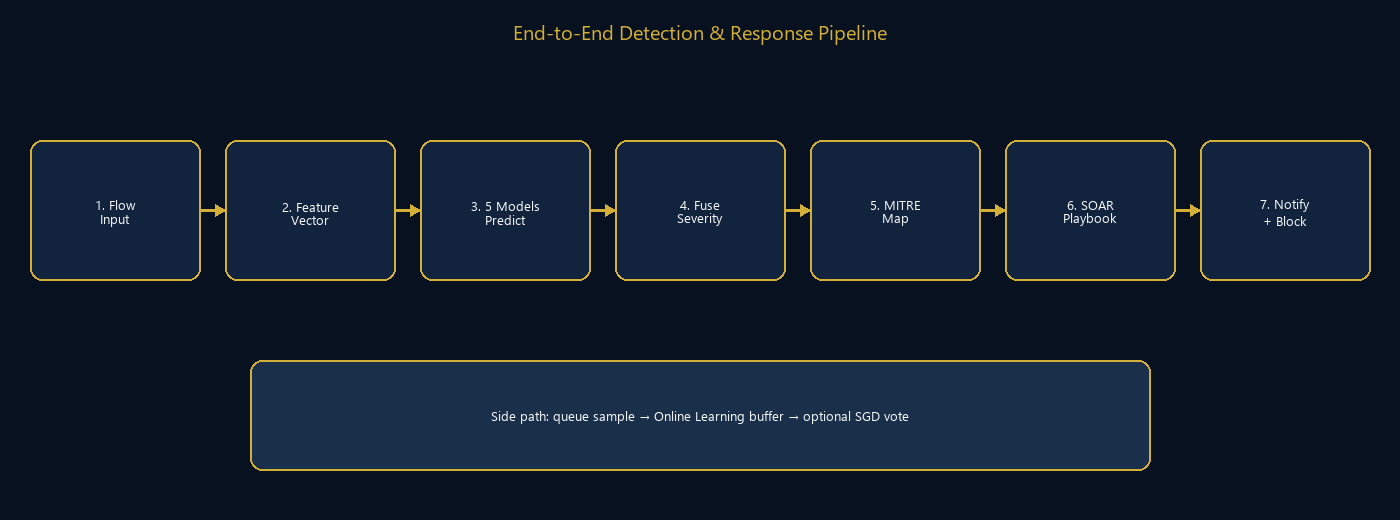 End-to-End Detection & Response Pipeline
1. Flow
Input
2. Feature
Vector
3. 5 Models
Predict
4. Fuse
Severity
5. MITRE
Map
6. SOAR
Playbook
7. Notify
+ Block
Side path: queue sample → Online Learning buffer → optional SGD vote